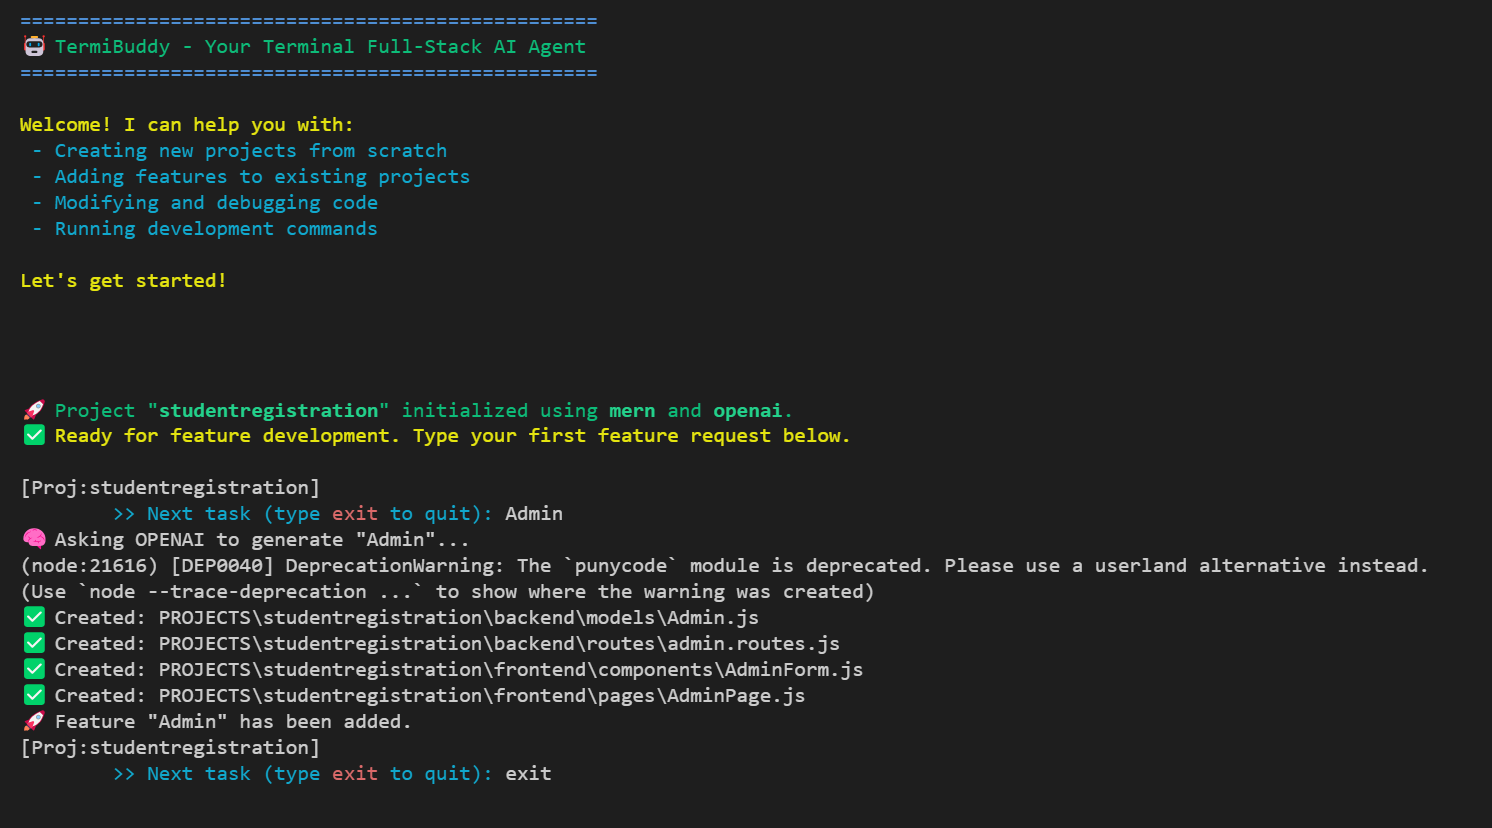 ==================================================
🤖 TermiBuddy - Your Terminal Full-Stack AI Agent
==================================================
Welcome! I can help you with:
- Creating new projects from scratch
- Adding features to existing projects
- Modifying and debugging code
- Running development commands
Let's get started!
🚀 Project "studentregistration" initialized using mern and openai.
✅ Ready for feature development. Type your first feature request below.
[Proj:studentregistration]
>> Next task (type exit to quit): Admin
🧠 Asking OPENAI to generate "Admin"...
(node:21616) [DEP0040] DeprecationWarning: The `punycode` module is deprecated. Please use a userland alternative instead.
(Use `node --trace-deprecation ...` to show where the warning was created)
✅ Created: PROJECTS\studentregistration\backend\models\Admin.js
✅ Created: PROJECTS\studentregistration\backend\routes\admin.routes.js
✅ Created: PROJECTS\studentregistration\frontend\components\AdminForm.js
✅ Created: PROJECTS\studentregistration\frontend\pages\AdminPage.js
🚀 Feature "Admin" has been added.
[Proj:studentregistration]
>> Next task (type exit to quit): exit